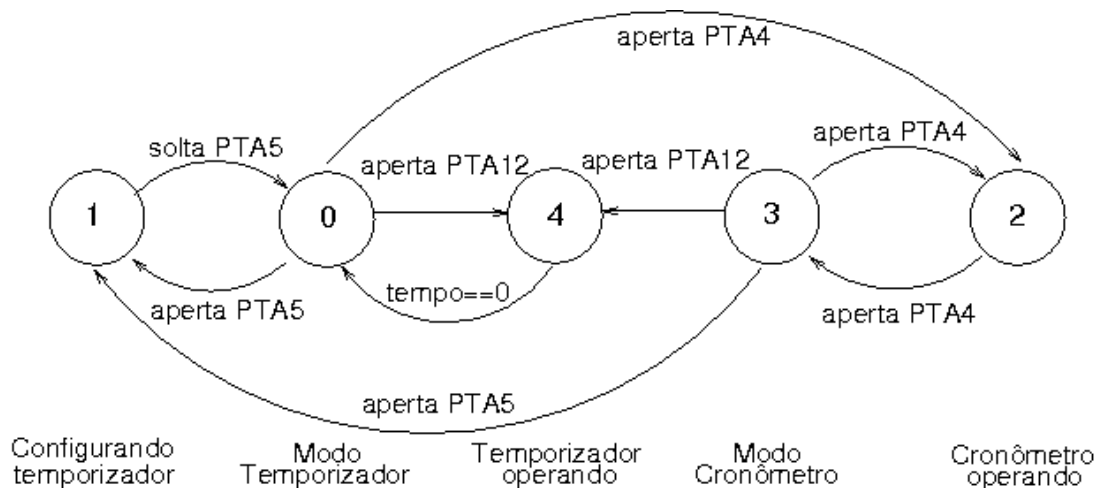 aperta PTA4
solta PTA5
aperta PTA12
aperta PTA12
aperta PTA4
1
0
4
3
2
aperta PTA5
tempo==0
aperta PTA4
aperta PTA5
Configurando
temporizador
Modo
Temporizador
Temporizador
operando
Modo
Cronômetro
Cronômetro
operando